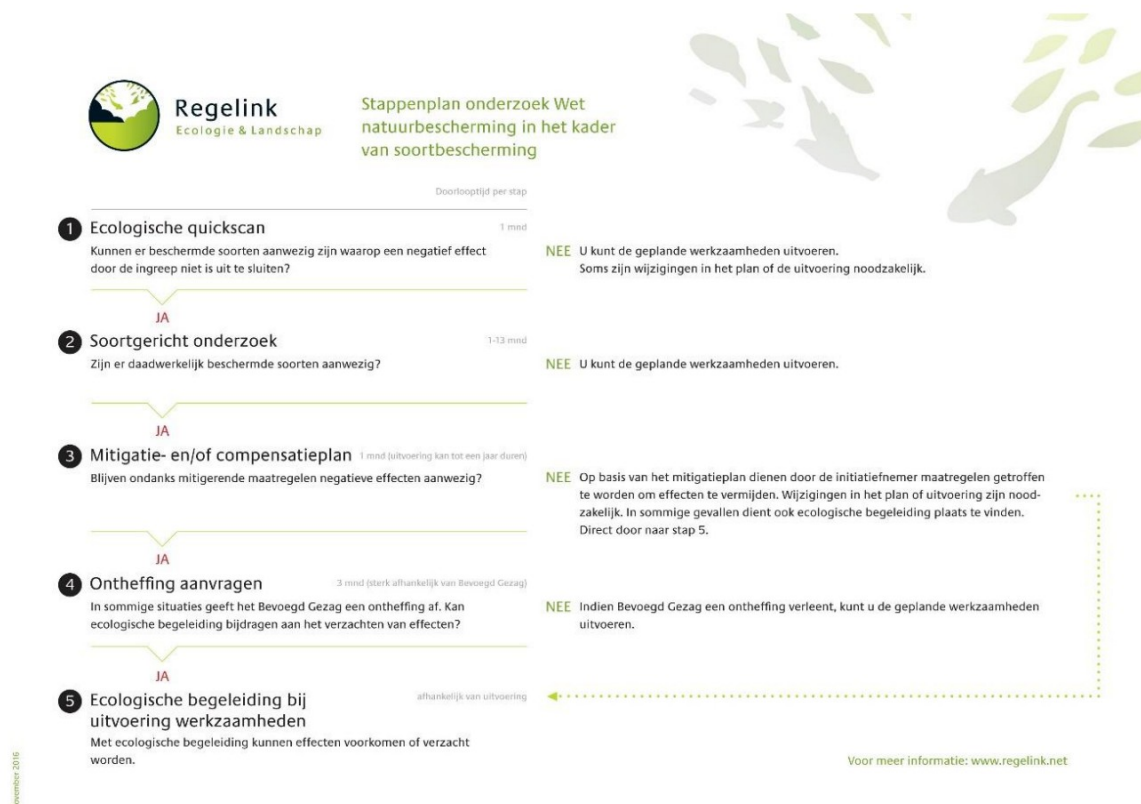 Regelink
Ecologie & Landschap
Stappenplan onderzoek Wet
natuurbescherming in het kader
van soortbescherming
Doorlooptijd per stap
1 Ecologische quickscan 1 mnd
Kunnen er beschermde soorten aanwezig zijn waarop een negatief effect
door de ingreep niet is uit te sluiten?
NEE U kunt de geplande werkzaamheden uitvoeren.
Soms zijn wijzigingen in het plan of de uitvoering noodzakelijk.
JA
2 Soortgericht onderzoek 1-13 mnd
Zijn er daadwerkelijk beschermde soorten aanwezig?
NEE U kunt de geplande werkzaamheden uitvoeren.
JA
3 Mitigatie- en/of compensatieplan 1 mnd (uitvoering kan tot een jaar duren)
Blijven ondanks mitigerende maatregelen negatieve effecten aanwezig?
NEE Op basis van het mitigatieplan dienen door de initiatiefnemer maatregelen getroffen
te worden om effecten te vermijden. Wijzigingen in het plan of uitvoering zijn nood-
zakelijk. In sommige gevallen dient ook ecologische begeleiding plaats te vinden.
Direct door naar stap 5.
JA
4 Ontheffing aanvragen 3 mnd (sterk afhankelijk van Bevoegd Gezag)
In sommige situaties geeft het Bevoegd Gezag een ontheffing af. Kan
ecologische begeleiding bijdragen aan het verzachten van effecten?
NEE Indien Bevoegd Gezag een ontheffing verleent, kunt u de geplande werkzaamheden
uitvoeren.
JA
5 Ecologische begeleiding bij afhankelijk van uitvoering
uitvoering werkzaamheden
Met ecologische begeleiding kunnen effecten voorkomen of verzacht
worden.
Voor meer informatie: www.regelink.net
ovember 2016